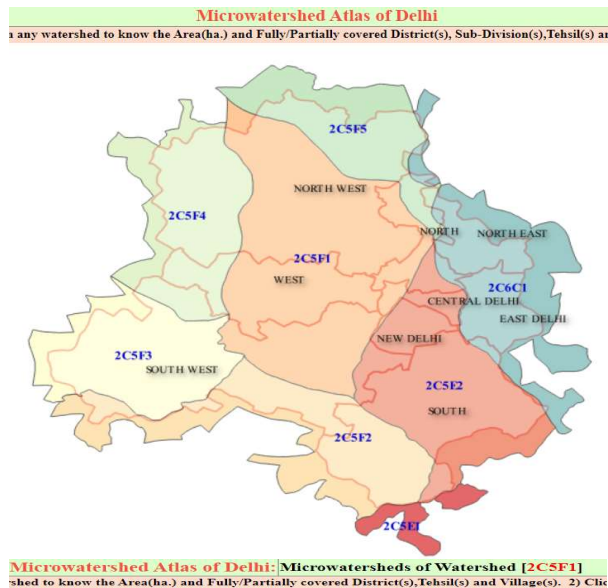 Microwatershed Atlas of Delhi
any watershed to know the Area(ha.) and Fully/Partially covered District(s), Sub-Division(s),Tehsil(s)
2C5F5
NORTH WEST
2C5F4
NORTH
NORTH EAST
2C5F1
WEST
2C6C1
CENTRAL DELHI
EAST DELHI
NEW DELHI
2C5F3
SOUTH WEST
2C5E2
SOUTH
2C5F2
2C5E1
Microwatershed Atlas of Delhi: Microwatersheds of Watershed [2C5F1]
to know the Area(ha.) and Fully/Partially covered District(s),Tehsil(s) and Village(s). 2)